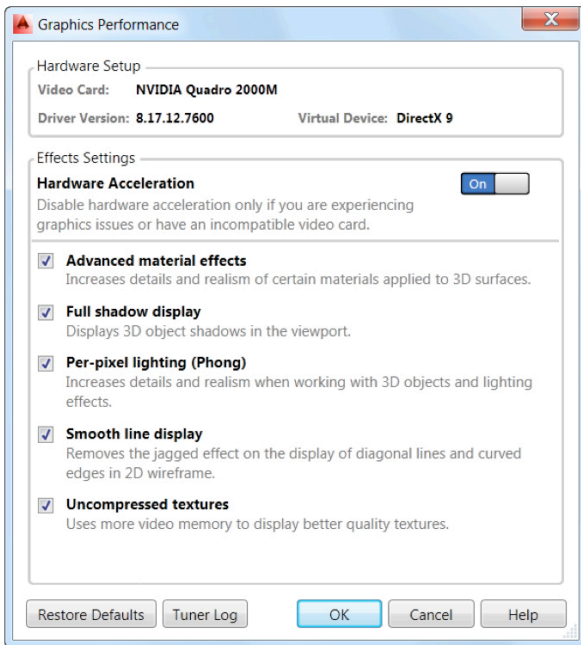 Graphics Performance
Hardware Setup
Video Card: NVIDIA Quadro 2000M
Driver Version: 8.17.12.7600 Virtual Device: DirectX 9
Effects Settings
Hardware Acceleration On
Disable hardware acceleration only if you are experiencing
graphics issues or have an incompatible video card.
Advanced material effects
Increases details and realism of certain materials applied to 3D surfaces.
Full shadow display
Displays 3D object shadows in the viewport.
Per-pixel lighting (Phong)
Increases details and realism when working with 3D objects and lighting
effects.
Smooth line display
Removes the jagged effect on the display of diagonal lines and curved
edges in 2D wireframe.
Uncompressed textures
Uses more video memory to display better quality textures.
Restore Defaults Tuner Log OK Cancel Help